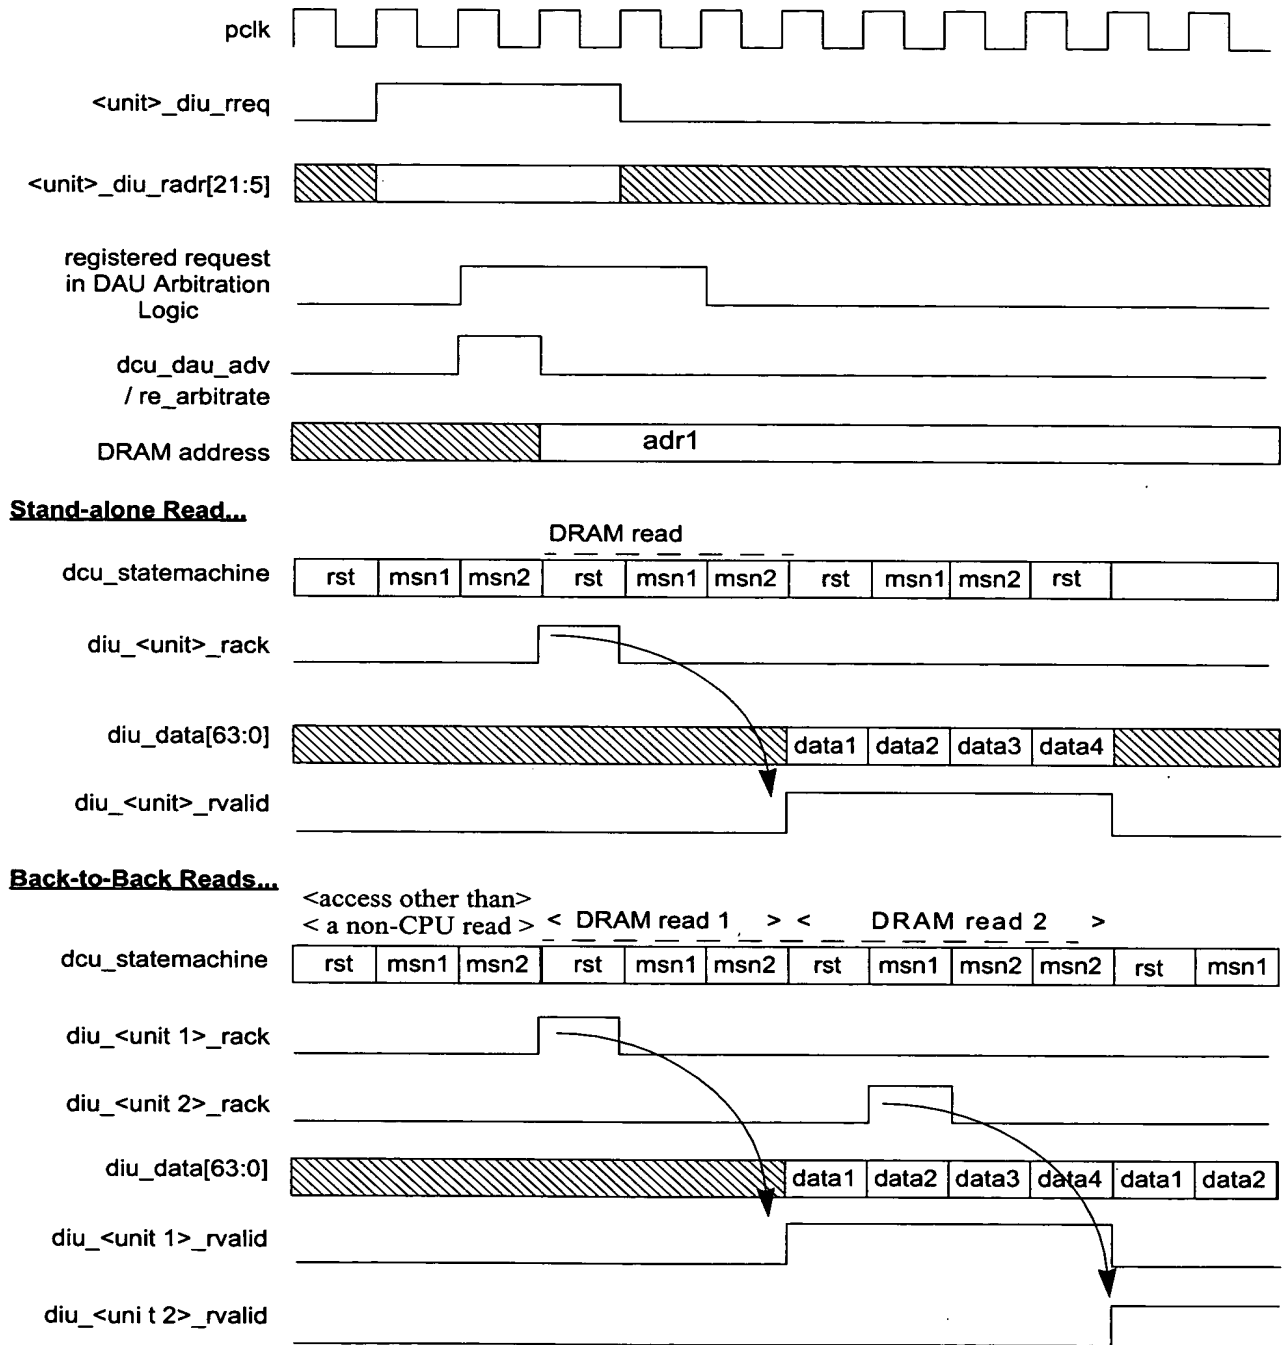 pclk
<unit>_diu_rreq
<unit>_diu_radr[21:5]
registered request
in DAU Arbitration
Logic
dcu_dau_adv
/ re_arbitrate
DRAM address
adr1
Stand-alone Read...
DRAM read
dcu_statemachine rst msn1 msn2 rst msn1 msn2 rst msn1 msn2 rst
diu_<unit>_rack
diu_data[63:0] data1 data2 data3 data4
diu_<unit>_rvalid
Back-to-Back Reads...
<access other than>
< a non-CPU read > < DRAM read 1 > < DRAM read 2 >
dcu_statemachine rst msn1 msn2 rst msn1 msn2 rst msn1 msn2 msn2 rst msn1
diu_<unit 1>_rack
diu_<unit 2>_rack
diu_data[63:0] data1 data2 data3 data4 data1 data2
diu_<unit 1>_rvalid
diu_<uni t 2>_rvalid